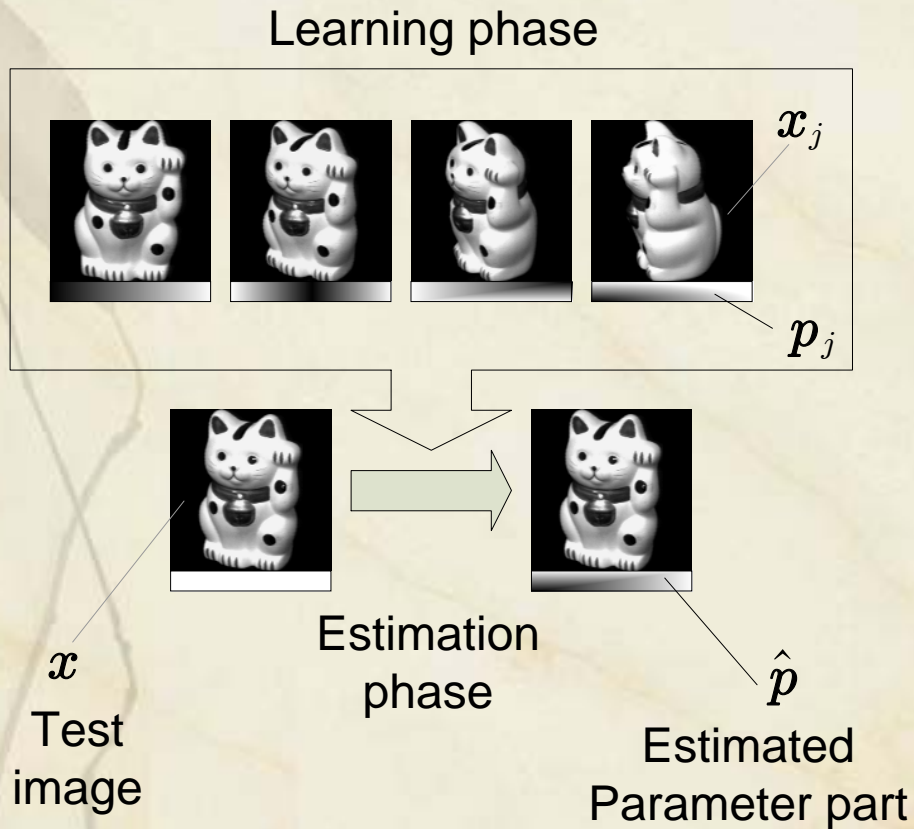 Learning phase
x_j
p_j
Estimation
phase
x
Test
image
p̂
Estimated
Parameter part